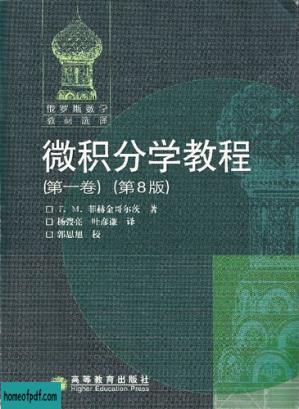 俄罗斯数学
教材选译
微积分学教程
(第一卷) (第8版)
□ Г. М. 菲赫金哥尔茨 著
□ 杨弢亮 叶彦谦 译
□ 郭思旭 校
高等教育出版社
Higher Education Press
homeofpdf.com